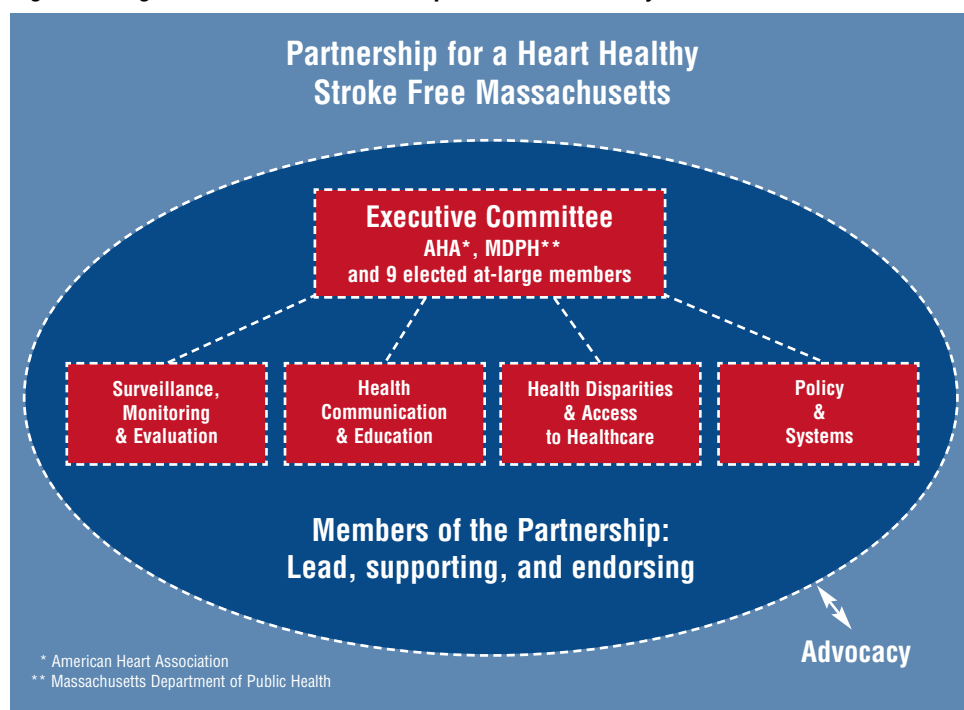 Partnership for a Heart Healthy
Stroke Free Massachusetts
Executive Committee
AHA*, MDPH**
and 9 elected at-large members
Surveillance,
Monitoring
& Evaluation
Health
Communication
& Education
Health Disparities
& Access
to Healthcare
Policy
&
Systems
Members of the Partnership:
Lead, supporting, and endorsing
Advocacy
* American Heart Association
** Massachusetts Department of Public Health